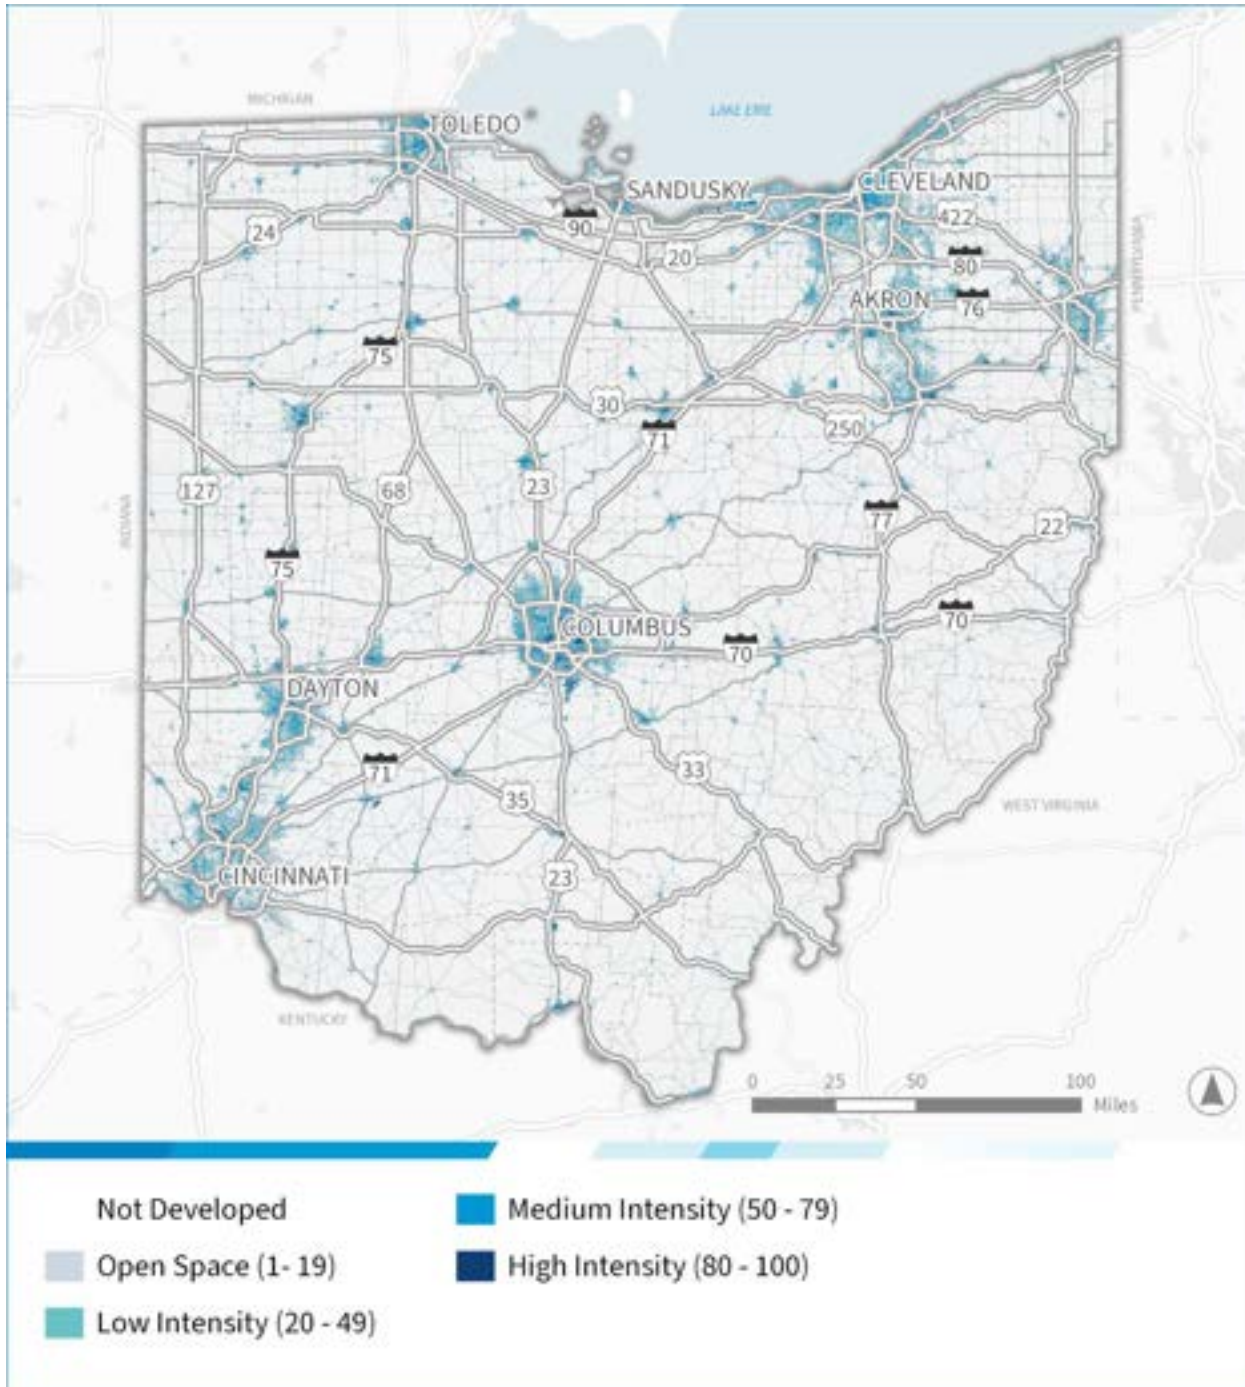 MICHIGAN
LAKE ERIE
TOLEDO
SANDUSKY
CLEVELAND
90
422
24
20
80
PENNSYLVANIA
AKRON
76
75
30
250
71
127
68
23
77
22
INDIANA
75
70
COLUMBUS
70
DAYTON
71
33
35
WEST VIRGINIA
CINCINNATI
23
KENTUCKY
0 25 50 100
Miles
Not Developed
Medium Intensity (50 - 79)
Open Space (1- 19)
High Intensity (80 - 100)
Low Intensity (20 - 49)